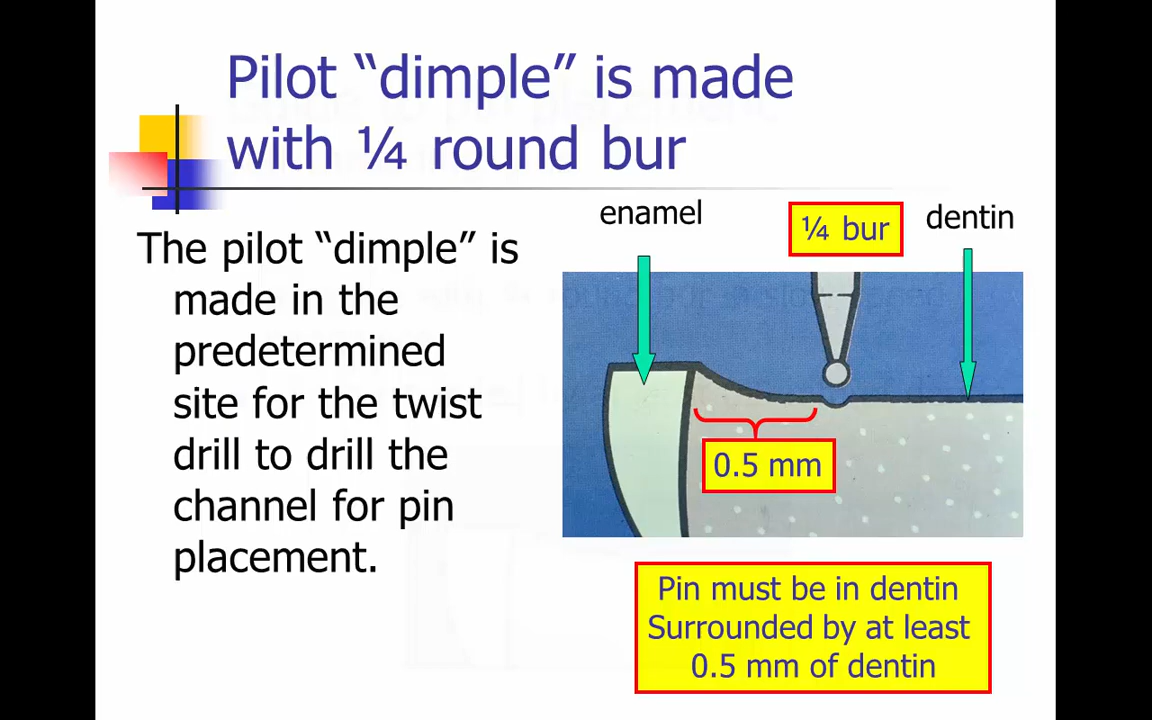 Pilot “dimple” is made
with ¼ round bur
The pilot “dimple” is
made in the
predetermined
site for the twist
drill to drill the
channel for pin
placement.
enamel
¼ bur
dentin
0.5 mm
Pin must be in dentin
Surrounded by at least
0.5 mm of dentin